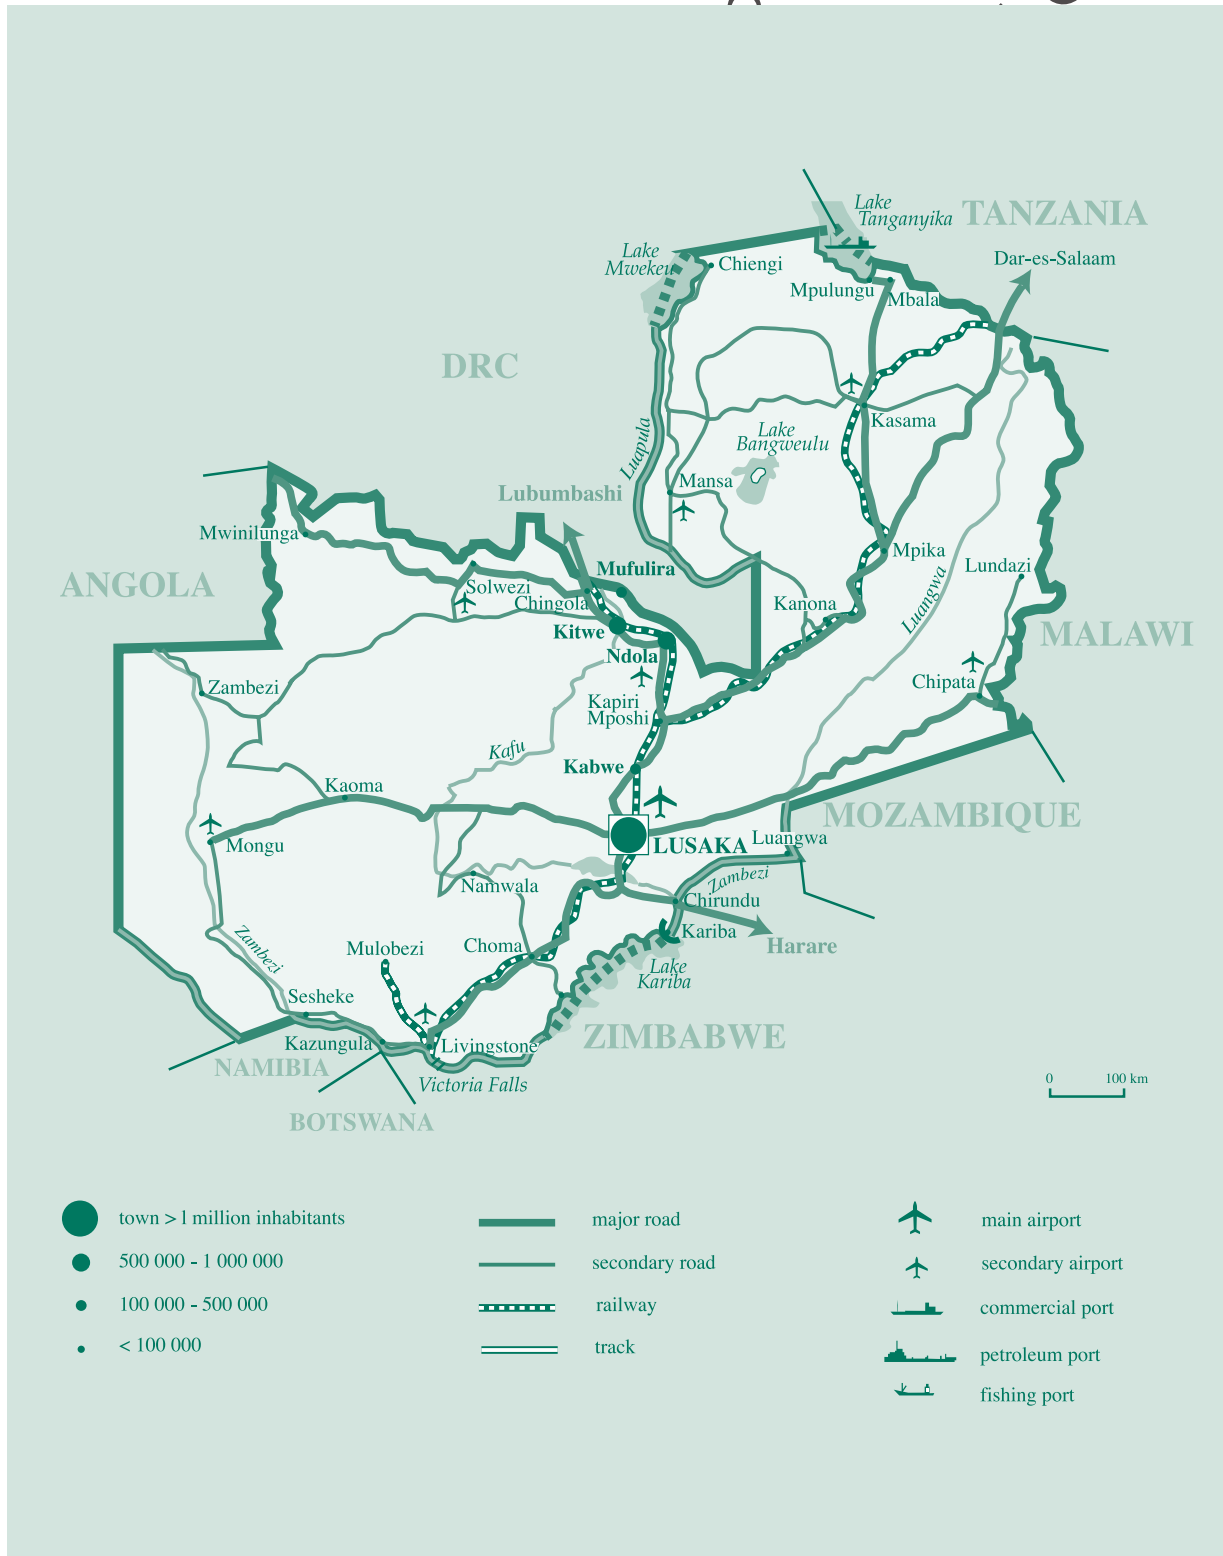 Lake
Tanganyika
TANZANIA
Lake
Mwekeu
Chiengi
Dar-es-Salaam
Mpulungu
Mbala
DRC
Kasama
Lake
Bangweulu
Luapula
Mansa
Lubumbashi
Mwinilunga
Mpika
Lundazi
Mufulira
ANGOLA
Solwezi
Chingola
Kanona
Luangwa
Kitwe
MALAWI
Ndola
Zambezi
Chipata
Kapiri
Mposhi
Kafu
Kabwe
Kaoma
MOZAMBIQUE
Mongu
LUSAKA
Luangwa
Namwala
Zambezi
Chirundu
Zambezi
Mulobezi
Choma
Kariba
Harare
Lake
Kariba
Sesheke
ZIMBABWE
Kazungula
Livingstone
NAMIBIA
Victoria Falls
0 100 km
BOTSWANA
town > 1 million inhabitants
500 000 - 1 000 000
100 000 - 500 000
< 100 000
major road
secondary road
railway
track
main airport
secondary airport
commercial port
petroleum port
fishing port